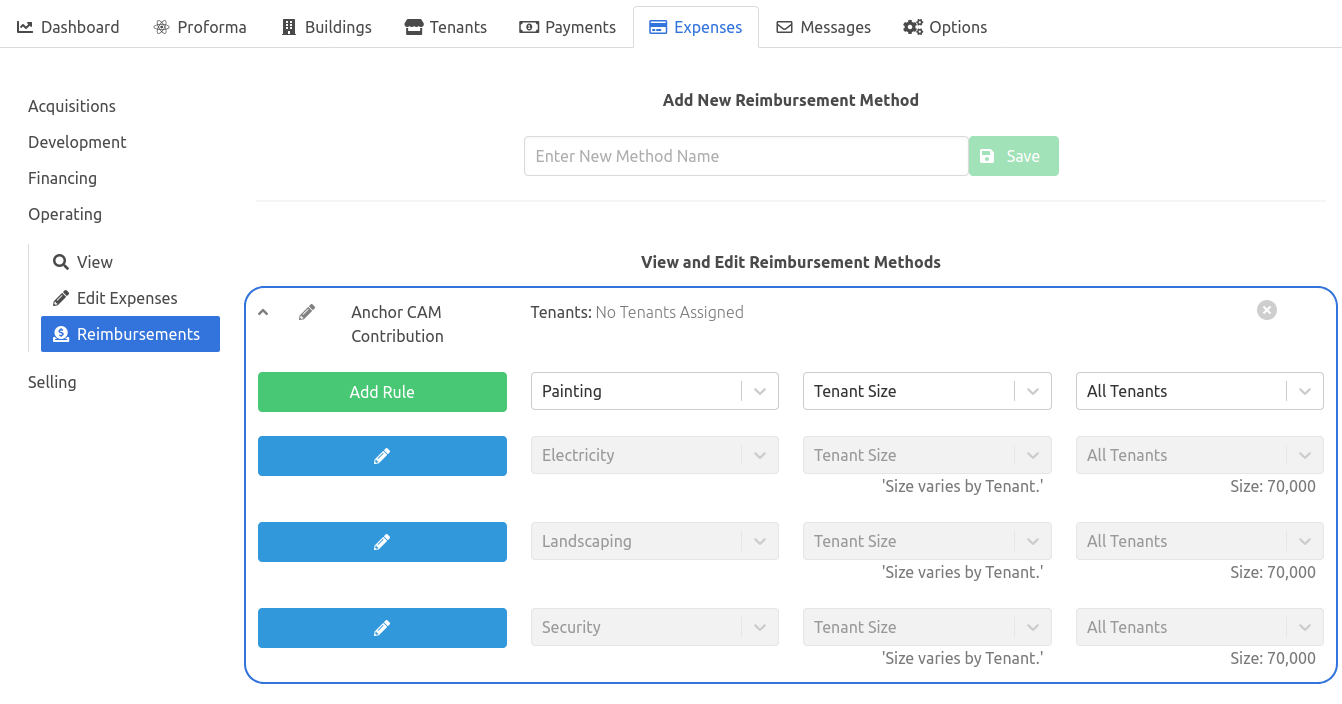 Dashboard Proforma Buildings Tenants Payments Expenses Messages Options
Acquisitions
Development
Financing
Operating
View
Edit Expenses
Reimbursements
Selling
Add New Reimbursement Method
Enter New Method Name Save
View and Edit Reimbursement Methods
Anchor CAM Contribution
Tenants: No Tenants Assigned
Add Rule Painting Tenant Size All Tenants
Electricity Tenant Size All Tenants
'Size varies by Tenant.' Size: 70,000
Landscaping Tenant Size All Tenants
'Size varies by Tenant.' Size: 70,000
Security Tenant Size All Tenants
'Size varies by Tenant.' Size: 70,000